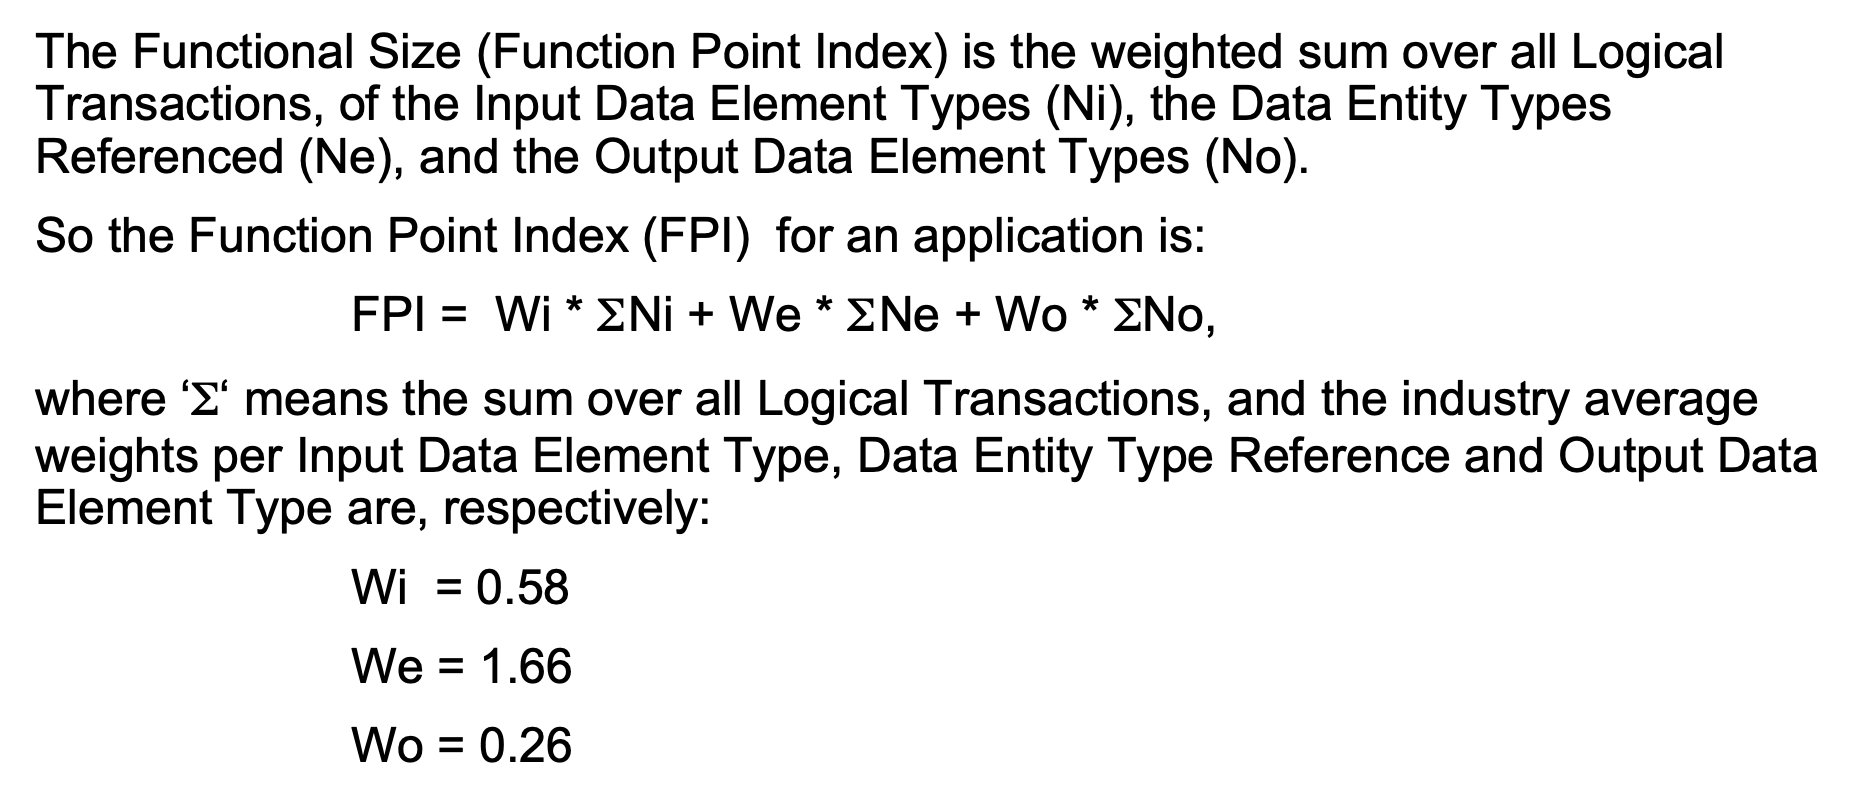 The Functional Size (Function Point Index) is the weighted sum over all Logical
Transactions, of the Input Data Element Types (Ni), the Data Entity Types
Referenced (Ne), and the Output Data Element Types (No).
So the Function Point Index (FPI) for an application is:
FPI = Wi * ΣNi + We * ΣNe + Wo * ΣNo,
where ‘Σ‘ means the sum over all Logical Transactions, and the industry average
weights per Input Data Element Type, Data Entity Type Reference and Output Data
Element Type are, respectively:
Wi = 0.58
We = 1.66
Wo = 0.26